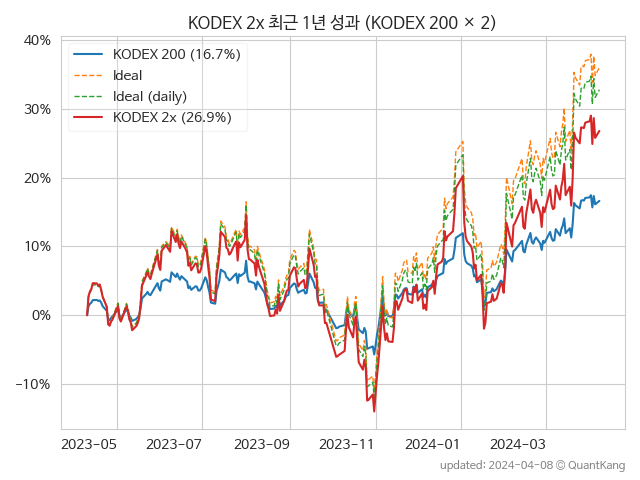 KODEX 2x 최근 1년 성과 (KODEX 200 × 2)
40%
30%
20%
10%
0%
−10%
KODEX 200 (16.7%)
Ideal
Ideal (daily)
KODEX 2x (26.9%)
2023-05 2023-07 2023-09 2023-11 2024-01 2024-03
updated: 2024-04-08 ⓒ QuantKang